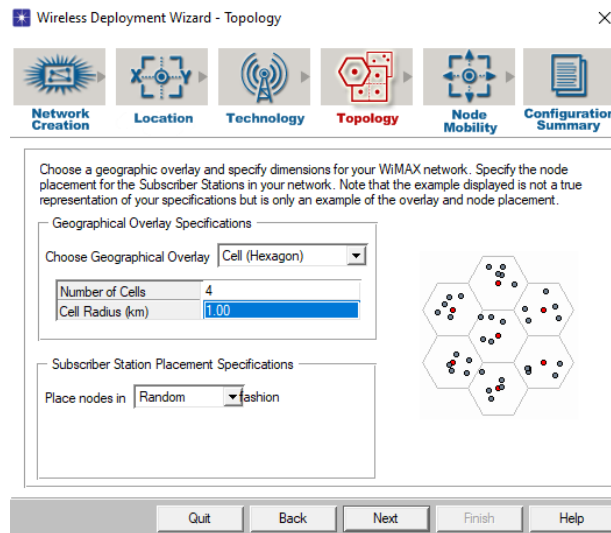 Wireless Deployment Wizard - Topology
Network
Creation
Location
Technology
Topology
Node
Mobility
Configuration
Summary
Choose a geographic overlay and specify dimensions for your WiMAX network. Specify the node
placement for the Subscriber Stations in your network. Note that the example displayed is not a true
representation of your specifications but is only an example of the overlay and node placement.
Geographical Overlay Specifications
Choose Geographical Overlay Cell (Hexagon)
Number of Cells 4
Cell Radius (km) 1.00
Subscriber Station Placement Specifications
Place nodes in Random fashion
Quit Back Next Finish Help